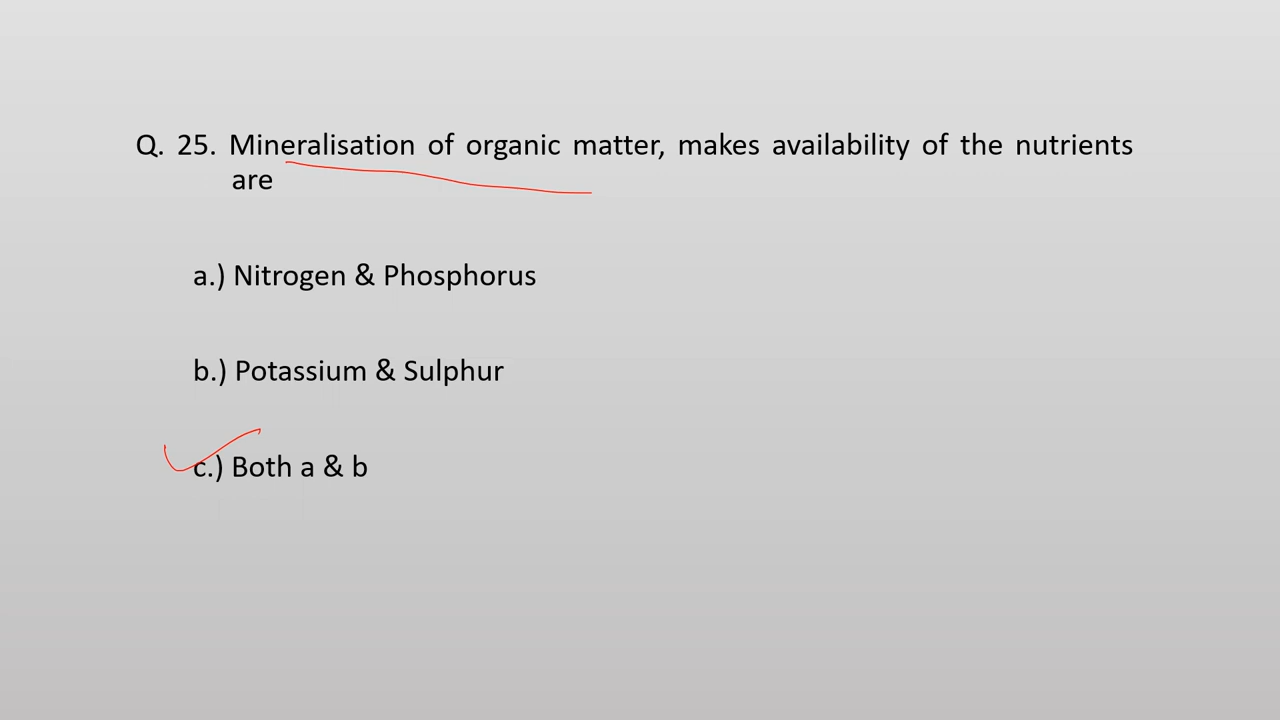 Q. 25. Mineralisation of organic matter, makes availability of the nutrients
are
a.) Nitrogen & Phosphorus
b.) Potassium & Sulphur
c.) Both a & b